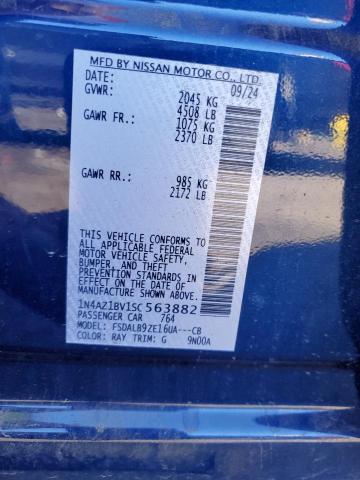 MFD BY NISSAN MOTOR CO., LTD.
DATE: 09/24
GVWR: 2045 KG
4508 LB
GAWR FR.: 1075 KG
2370 LB
GAWR RR.: 985 KG
2172 LB
THIS VEHICLE CONFORMS TO
ALL APPLICABLE FEDERAL
MOTOR VEHICLE SAFETY,
BUMPER, AND THEFT
PREVENTION STANDARDS IN
EFFECT ON THE DATE OF
MANUFACTURE SHOWN ABOVE.
1N4AZ1BV1SC563882
PASSENGER CAR 764
MODEL: FSDALB9ZE16UA---CB
COLOR: RAY TRIM: G 9N00A